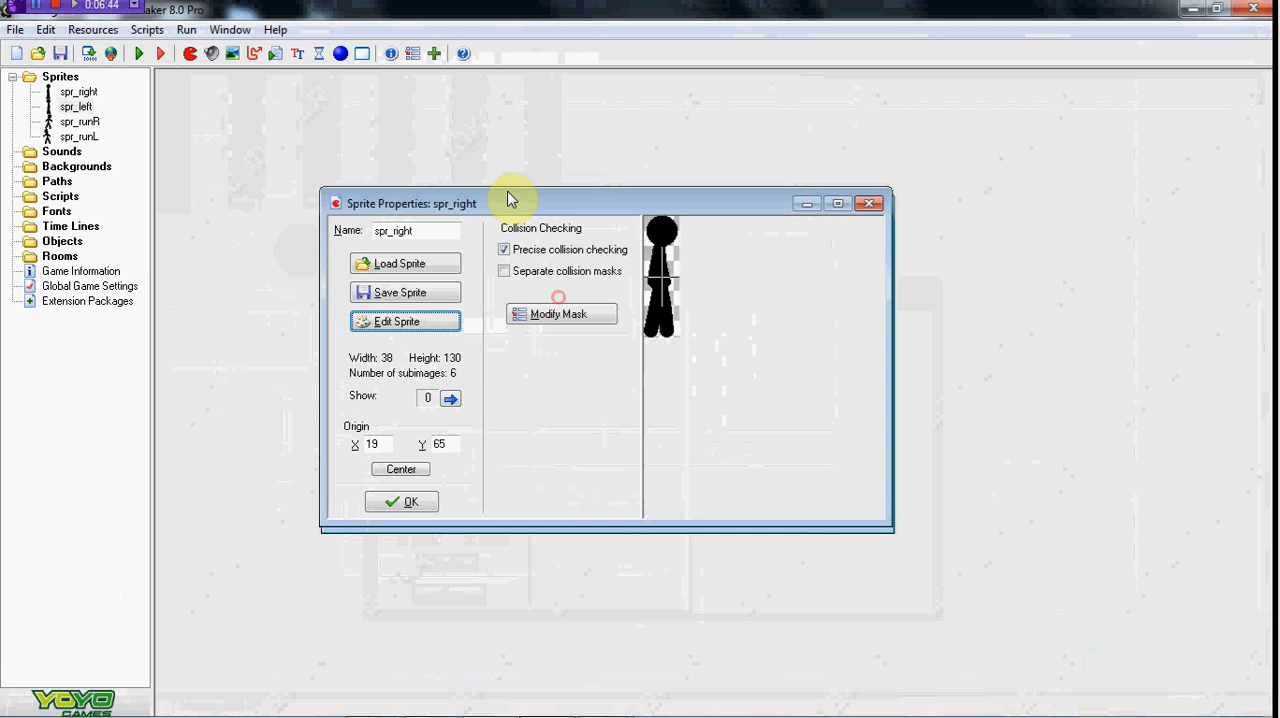 0:06:44
aker 8.0 Pro
File Edit Resources Scripts Run Window Help
Sprites
spr_right
spr_left
spr_runR
spr_runL
Sounds
Backgrounds
Paths
Scripts
Fonts
Time Lines
Objects
Rooms
Game Information
Global Game Settings
Extension Packages
Sprite Properties: spr_right
Name: spr_right
Load Sprite
Save Sprite
Edit Sprite
Width: 38 Height: 130
Number of subimages: 6
Show: 0
Origin
X 19 Y 65
Center
OK
Collision Checking
Precise collision checking
Separate collision masks
Modify Mask
YOYO
GAMES